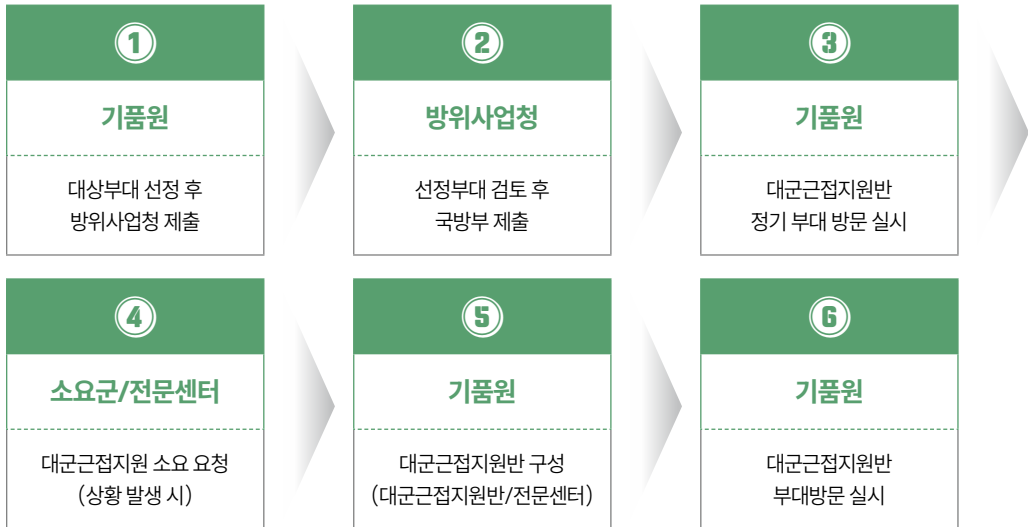 1
기품원
대상부대 선정 후
방위사업청 제출
2
방위사업청
선정부대 검토 후
국방부 제출
3
기품원
대군근접지원반
정기 부대 방문 실시
4
소요군/전문센터
대군근접지원 소요 요청
(상황 발생 시)
5
기품원
대군근접지원반 구성
(대군근접지원반/전문센터)
6
기품원
대군근접지원반
부대방문 실시